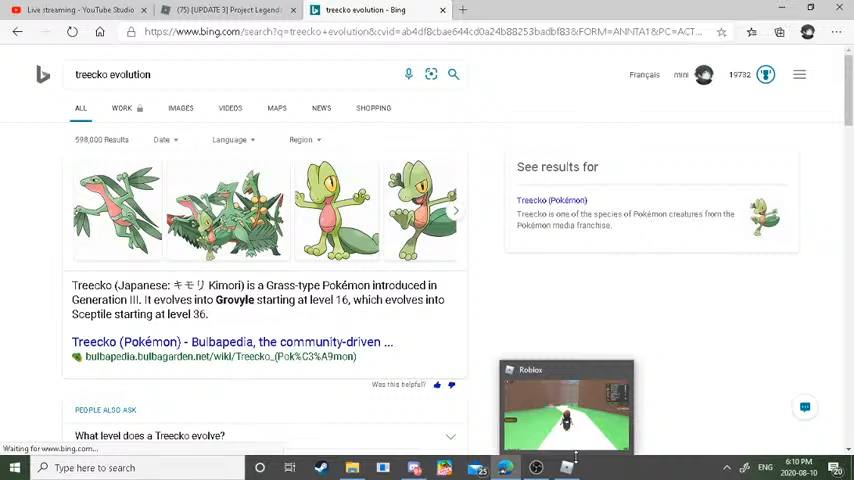 Live streaming - YouTube Studio
(75) [UPDATE 3] Project Legend
treecko evolution - Bing
https://www.bing.com/search?q=treecko+evolution&cvid=ab4df8cbae644cd0a24b88253badbf83&FORM=ANNTA1&PC=ACT...
treecko evolution
Français
mini
19732
ALL
WORK
IMAGES
VIDEOS
MAPS
NEWS
SHOPPING
598,000 Results
Date
Language
Region
See results for
Treecko (Pokémon)
Treecko is one of the species of Pokémon creatures from the
Pokémon media franchise.
Treecko (Japanese: キモリ Kimori) is a Grass-type Pokémon introduced in
Generation III. It evolves into Grovyle starting at level 16, which evolves into
Sceptile starting at level 36.
Treecko (Pokémon) - Bulbapedia, the community-driven ...
bulbapedia.bulbagarden.net/wiki/Treecko_(Pok%C3%A9mon)
Was this helpful?
Roblox
PEOPLE ALSO ASK
What level does a Treecko evolve?
Waiting for www.bing.com...
Type here to search
25
ENG
6:10 PM
2020-08-10
20